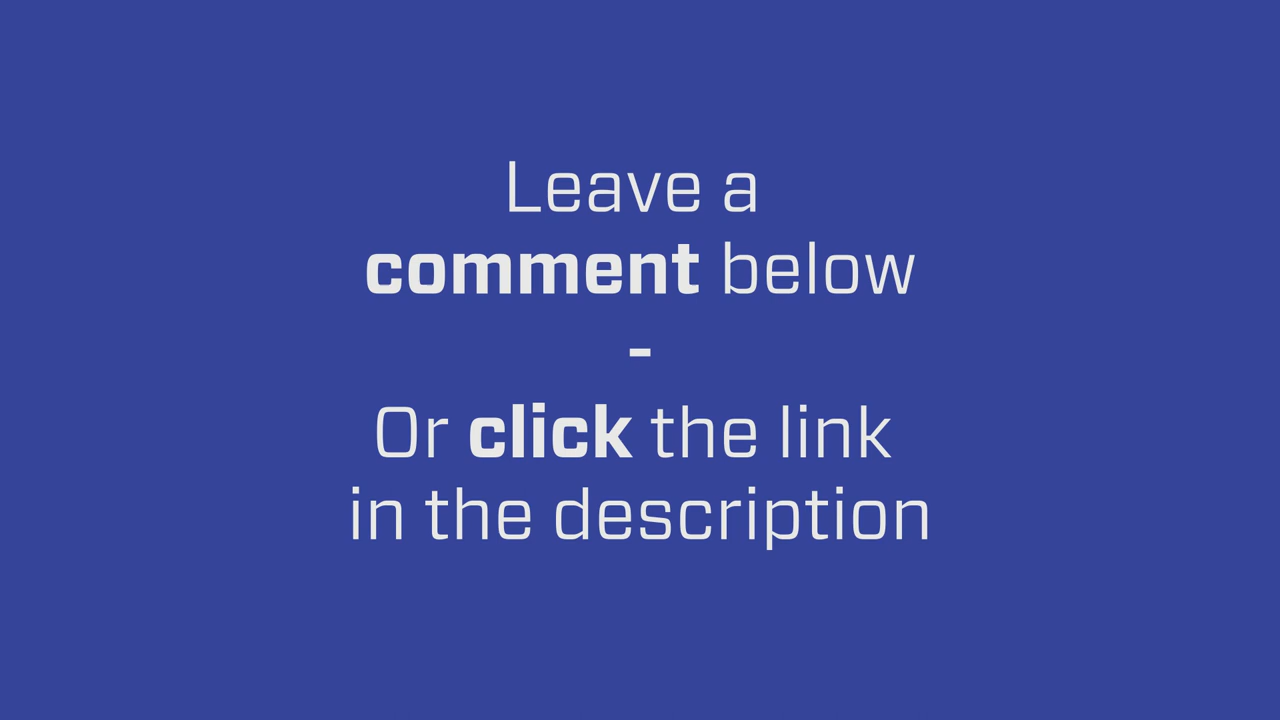 Leave a
comment below
-
Or click the link
in the description